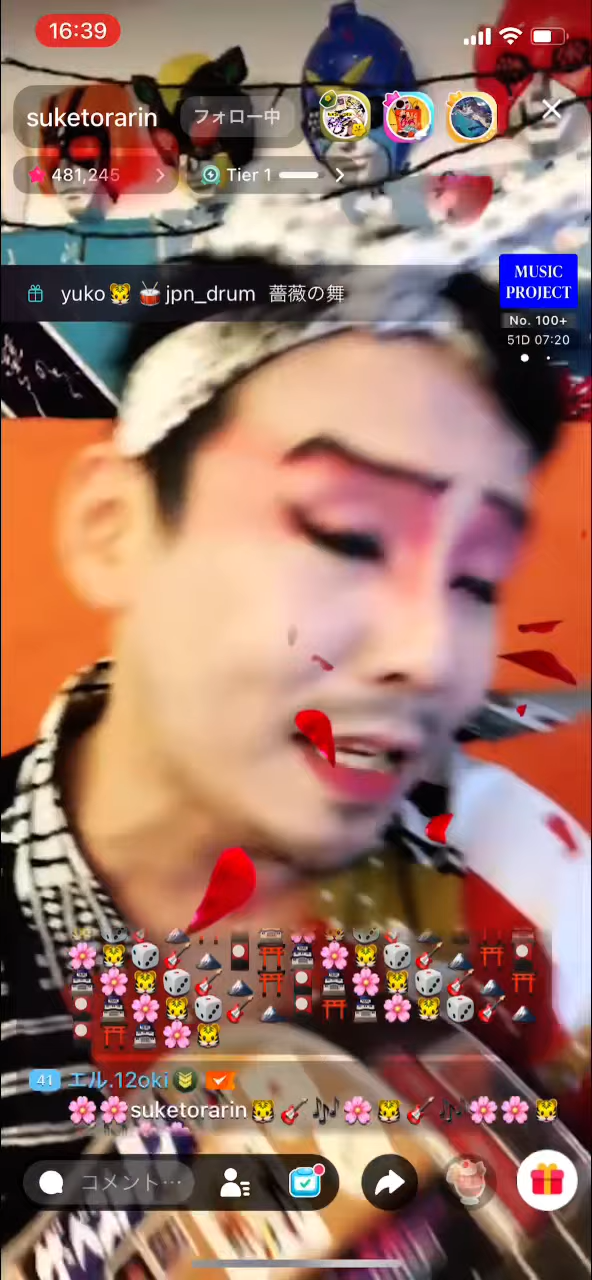 16:39
suketorarin フォロー中
481,245 Tier 1
yuko🐯🥁jpn_drum 薔薇の舞
MUSIC
PROJECT
No. 100+
51D 07:20
41 エル.12oki
🌸🌸suketorarin🐯🎸🎶🌸🐯🎸🎶🌸🌸🐯
コメント…